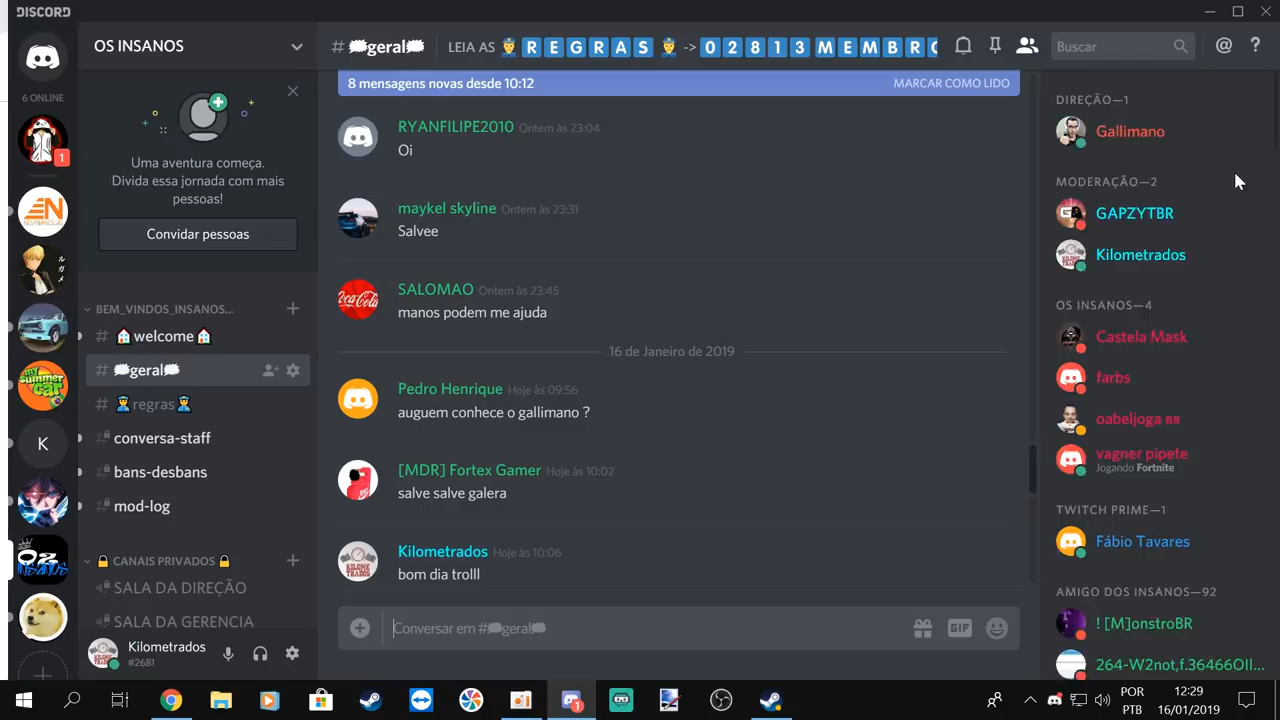 DISCORD
OS INSANOS
# geral LEIA AS REGRAS -> 02813MEMBRO
Buscar
6 ONLINE
1
Uma aventura começa.
Divida essa jornada com mais
pessoas!
Convidar pessoas
BEM_VINDOS_INSANOS...
# welcome
# geral
# regras
# conversa-staff
# bans-desbans
# mod-log
CANAIS PRIVADOS
SALA DA DIREÇÃO
SALA DA GERENCIA
K
Kilometrados
#2681
8 mensagens novas desde 10:12 MARCAR COMO LIDO
RYANFILIPE2010 Ontem às 23:04
Oi
maykel skyline Ontem às 23:31
Salvee
SALOMAO Ontem às 23:45
manos podem me ajuda
16 de Janeiro de 2019
Pedro Henrique Hoje às 09:56
auguem conhece o gallimano ?
[MDR] Fortex Gamer Hoje às 10:02
salve salve galera
Kilometrados Hoje às 10:06
bom dia trolll
Conversar em #geral
GIF
DIREÇÃO—1
Gallimano
MODERAÇÃO—2
GAPZYTBR
Kilometrados
OS INSANOS—4
Castela Mask
farbs
oabeljoga BR
vagner pipete
Jogando Fortnite
TWITCH PRIME—1
Fábio Tavares
AMIGO DOS INSANOS—92
! [M]onstroBR
264-W2not,f.36466OII...
1
POR
PTB
12:29
16/01/2019